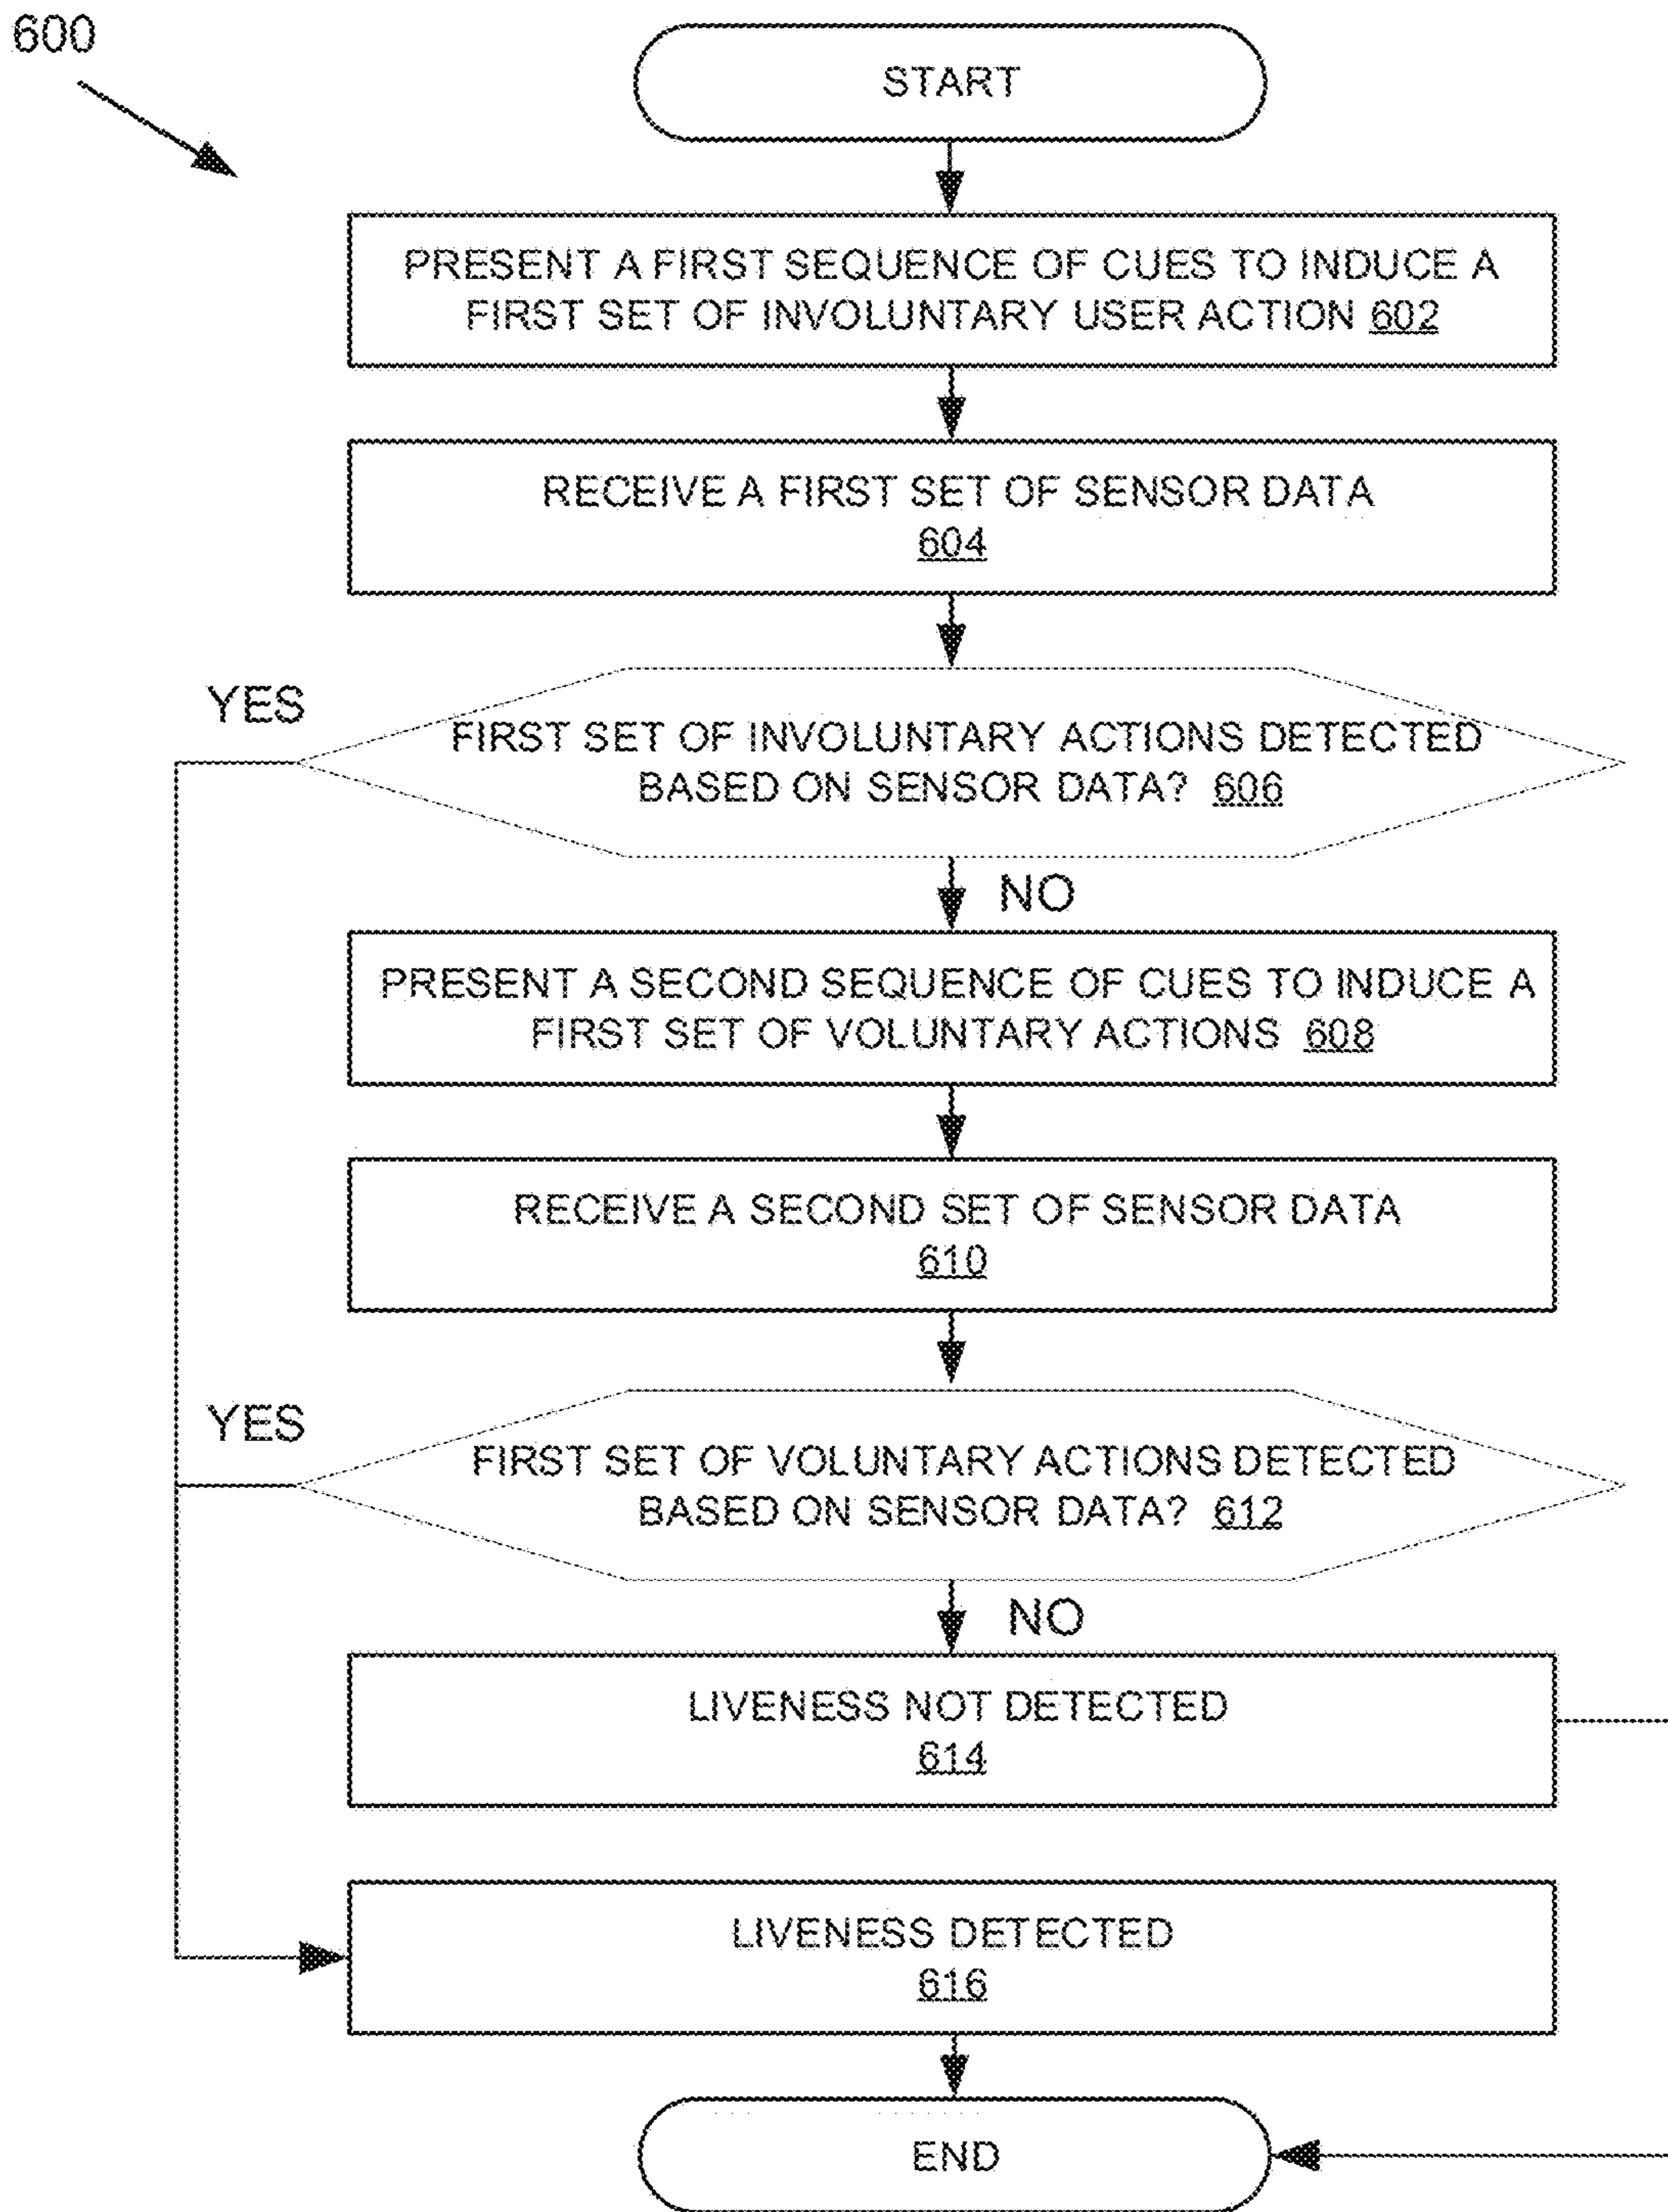 600
START
PRESENT A FIRST SEQUENCE OF CUES TO INDUCE A
FIRST SET OF INVOLUNTARY USER ACTION 602
RECEIVE A FIRST SET OF SENSOR DATA
604
YES
FIRST SET OF INVOLUNTARY ACTIONS DETECTED
BASED ON SENSOR DATA? 606
NO
PRESENT A SECOND SEQUENCE OF CUES TO INDUCE A
FIRST SET OF VOLUNTARY ACTIONS 608
RECEIVE A SECOND SET OF SENSOR DATA
610
YES
FIRST SET OF VOLUNTARY ACTIONS DETECTED
BASED ON SENSOR DATA? 612
NO
LIVENESS NOT DETECTED
614
LIVENESS DETECTED
616
END